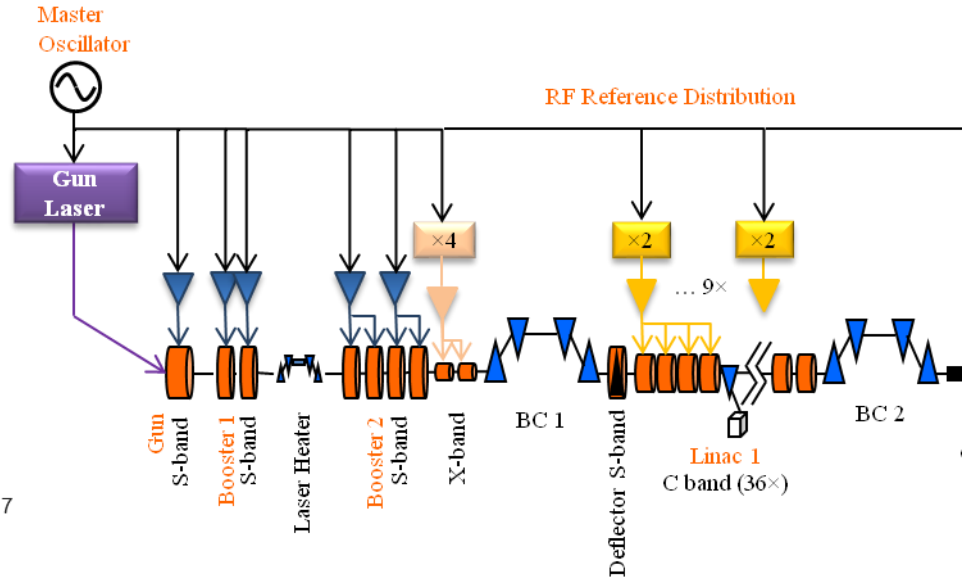 Master
Oscillator
RF Reference Distribution
Gun
Laser
×4
×2
×2
... 9×
BC 1
BC 2
Gun
S-band
Booster 1
S-band
Laser Heater
Booster 2
S-band
X-band
Deflector S-band
Linac 1
C band (36×)
7